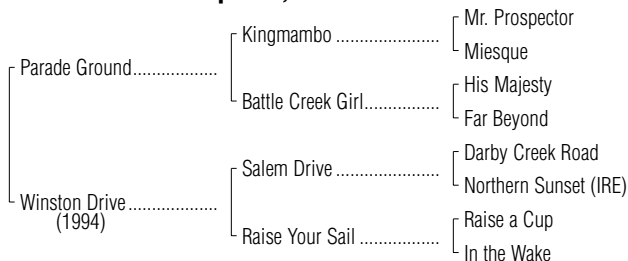 Mr. Prospector
Kingmambo ....................
Miesque
Parade Ground.................
His Majesty
Battle Creek Girl...............
Far Beyond
Darby Creek Road
Salem Drive ....................
Northern Sunset (IRE)
Winston Drive ..................
(1994)
Raise a Cup
Raise Your Sail ................
In the Wake